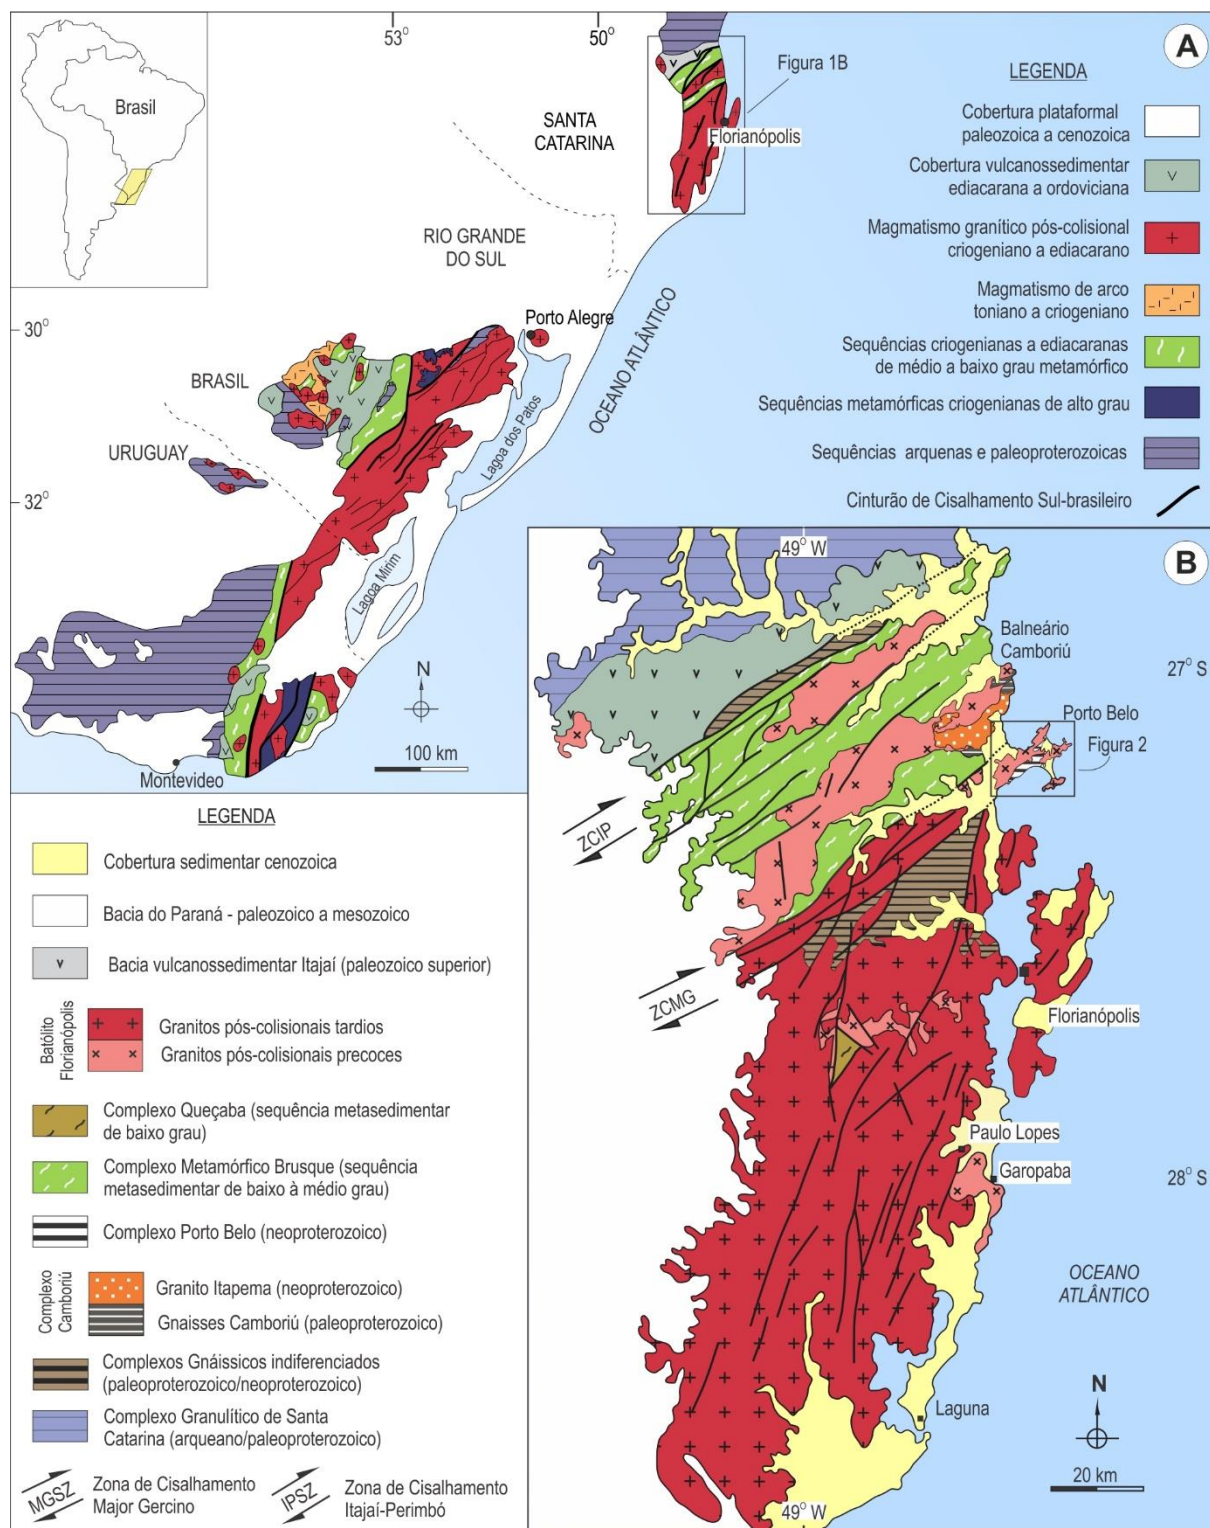 53°
50°
A
Brasil
Figura 1B
SANTA
CATARINA
Florianópolis
RIO GRANDE
DO SUL
30°
Porto Alegre
OCEANO ATLÂNTICO
BRASIL
Lagoa dos Patos
URUGUAY
32°
Lagoa Mirim
N
100 km
Montevideo
LEGENDA
Cobertura plataformal
paleozoica a cenozoica
Cobertura vulcanossedimentar
ediacarana a ordoviciana
Magmatismo granítico pós-colisional
criogeniano a ediacarano
Magmatismo de arco
toniano a criogeniano
Sequências criogenianas a ediacaranas
de médio a baixo grau metamórfico
Sequências metamórficas criogenianas de alto grau
Sequências arquenas e paleoproterozoicas
Cinturão de Cisalhamento Sul-brasileiro
LEGENDA
Cobertura sedimentar cenozoica
Bacia do Paraná - paleozoico a mesozoico
Bacia vulcanossedimentar Itajaí (paleozoico superior)
Batólito
Florianópolis
Granitos pós-colisionais tardios
Granitos pós-colisionais precoces
Complexo Queçaba (sequência metasedimentar
de baixo grau)
Complexo Metamórfico Brusque (sequência
metasedimentar de baixo à médio grau)
Complexo Porto Belo (neoproterozoico)
Complexo
Camboriú
Granito Itapema (neoproterozoico)
Gnaisses Camboriú (paleoproterozoico)
Complexos Gnáissicos indiferenciados
(paleoproterozoico/neoproterozoico)
Complexo Granulítico de Santa
Catarina (arqueano/paleoproterozoico)
MGSZ
Zona de Cisalhamento
Major Gercino
IPSZ
Zona de Cisalhamento
Itajaí-Perimbó
49° W
B
Balneário
Camboriú
27° S
Porto Belo
Figura 2
ZCIP
ZCMG
Florianópolis
Paulo Lopes
Garopaba
28° S
OCEANO
ATLÂNTICO
N
Laguna
20 km
49° W